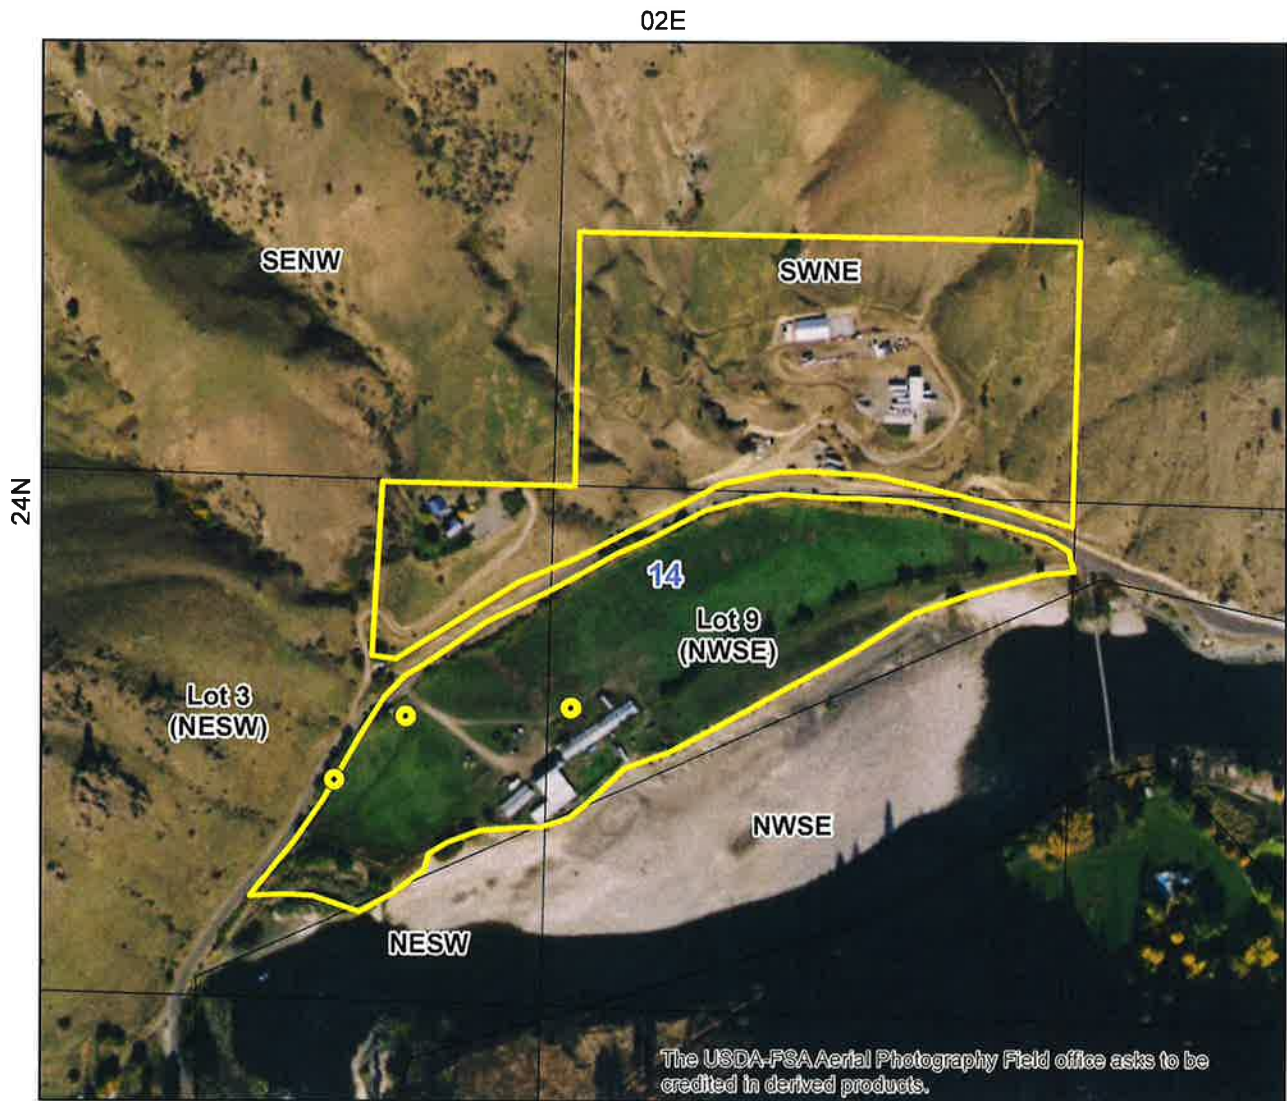 02E
SENW
SWNE
24N
14
Lot 9
(NWSE)
Lot 3
(NESW)
NWSE
NESW
The USDA-FSA Aerial Photography Field office asks to be
credited in derived products.